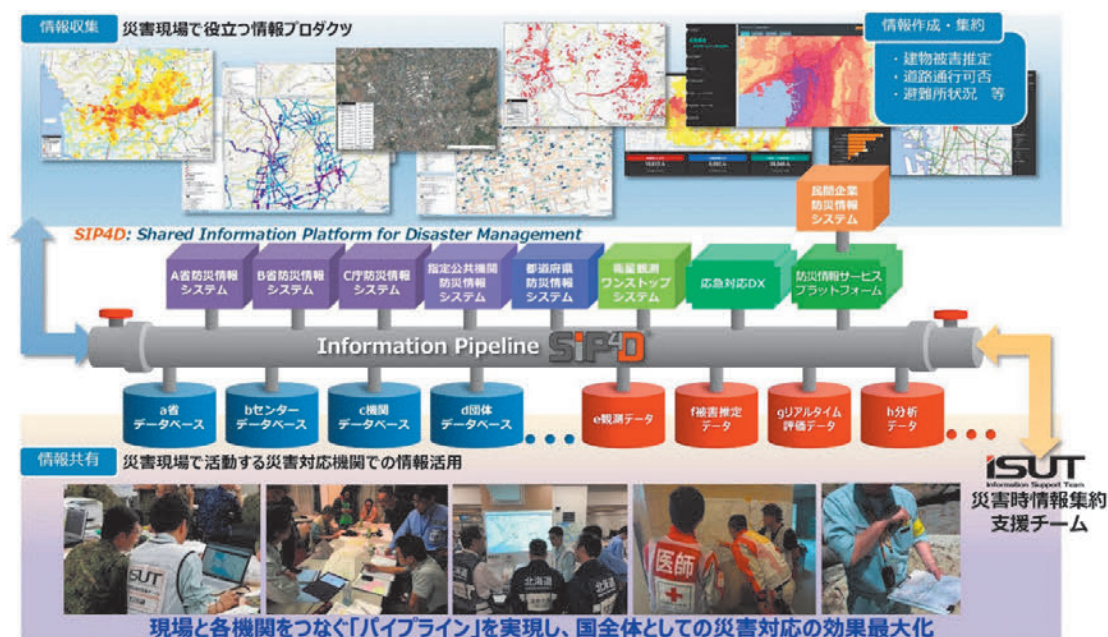 情報収集
災害現場で役立つ情報プロダクツ
情報作成・集約
・建物被害推定
・道路通行可否
・避難所状況 等
SIP4D: Shared Information Platform for Disaster Management
民間企業
防災情報
システム
A省防災情報
システム
B省防災情報
システム
C庁防災情報
システム
指定公共機関
防災情報
システム
都道府県
防災情報
システム
衛星観測
ワンストップ
システム
応急対応DX
防災情報サービス
プラットフォーム
Information Pipeline SIP4D
a省
データベース
bセンター
データベース
c機関
データベース
d団体
データベース
e観測データ
f被害推定
データ
gリアルタイム
評価データ
h分析
データ
情報共有
災害現場で活動する災害対応機関での情報活用
iSUT
Information Support Team
災害時情報集約
支援チーム
iSUT
北海道
北海道
医師
現場と各機関をつなぐ「パイプライン」を実現し、国全体としての災害対応の効果最大化